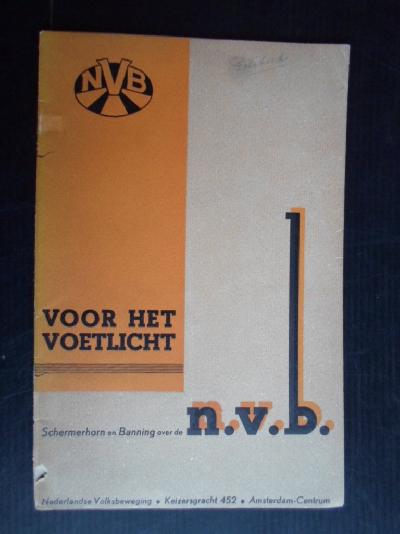 NVB
VOOR HET
VOETLICHT
Schermerhorn en Banning over de n.v.b.
Nederlandse Volksbeweging • Keizersgracht 452 • Amsterdam-Centrum